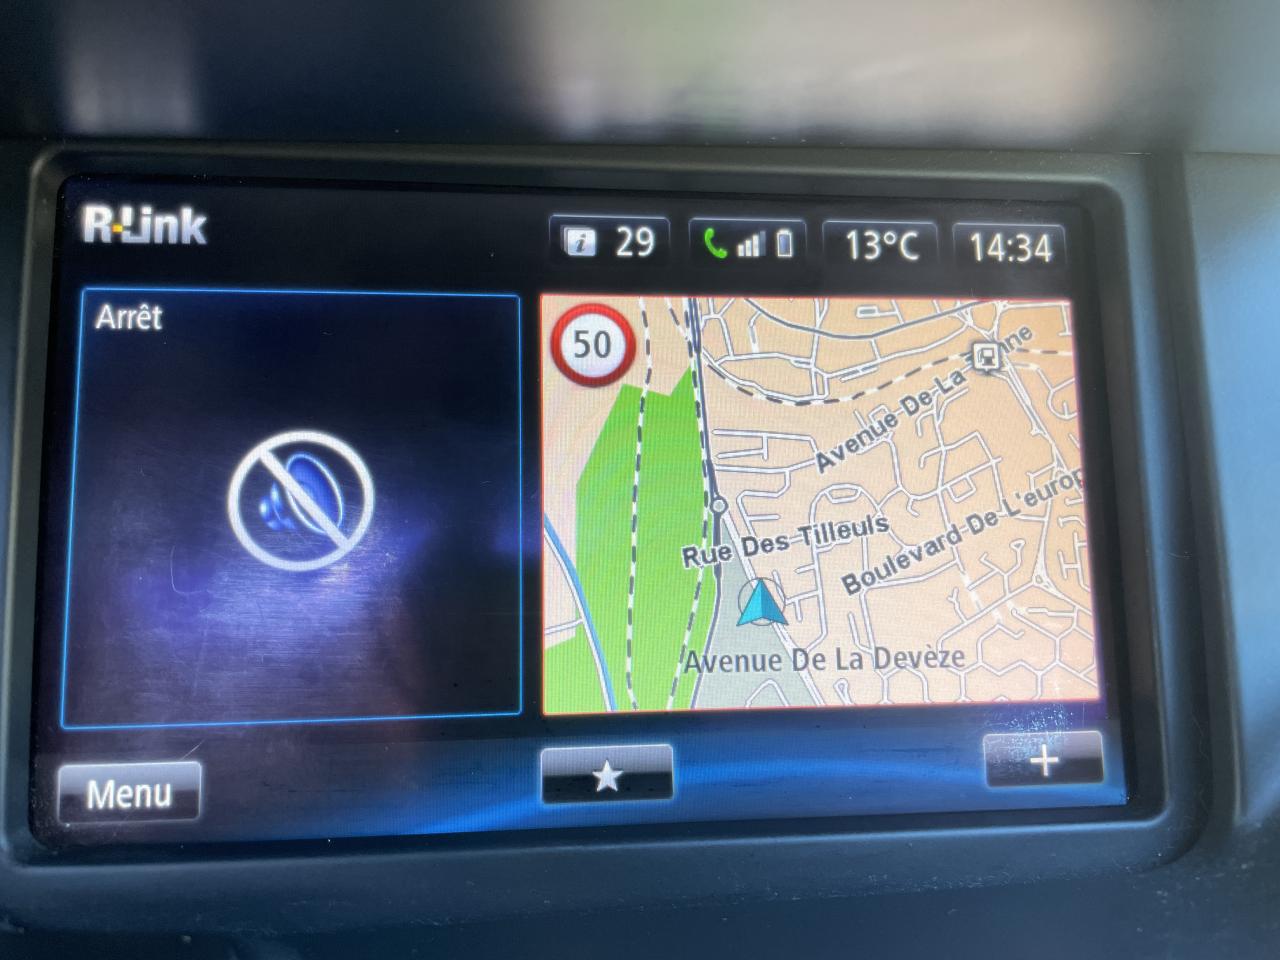 R-Link
29
13°C
14:34
Arrêt
50
Avenue De La
nne
Rue Des Tilleuls
Boulevard De L'europ
Avenue De La Devèze
Menu